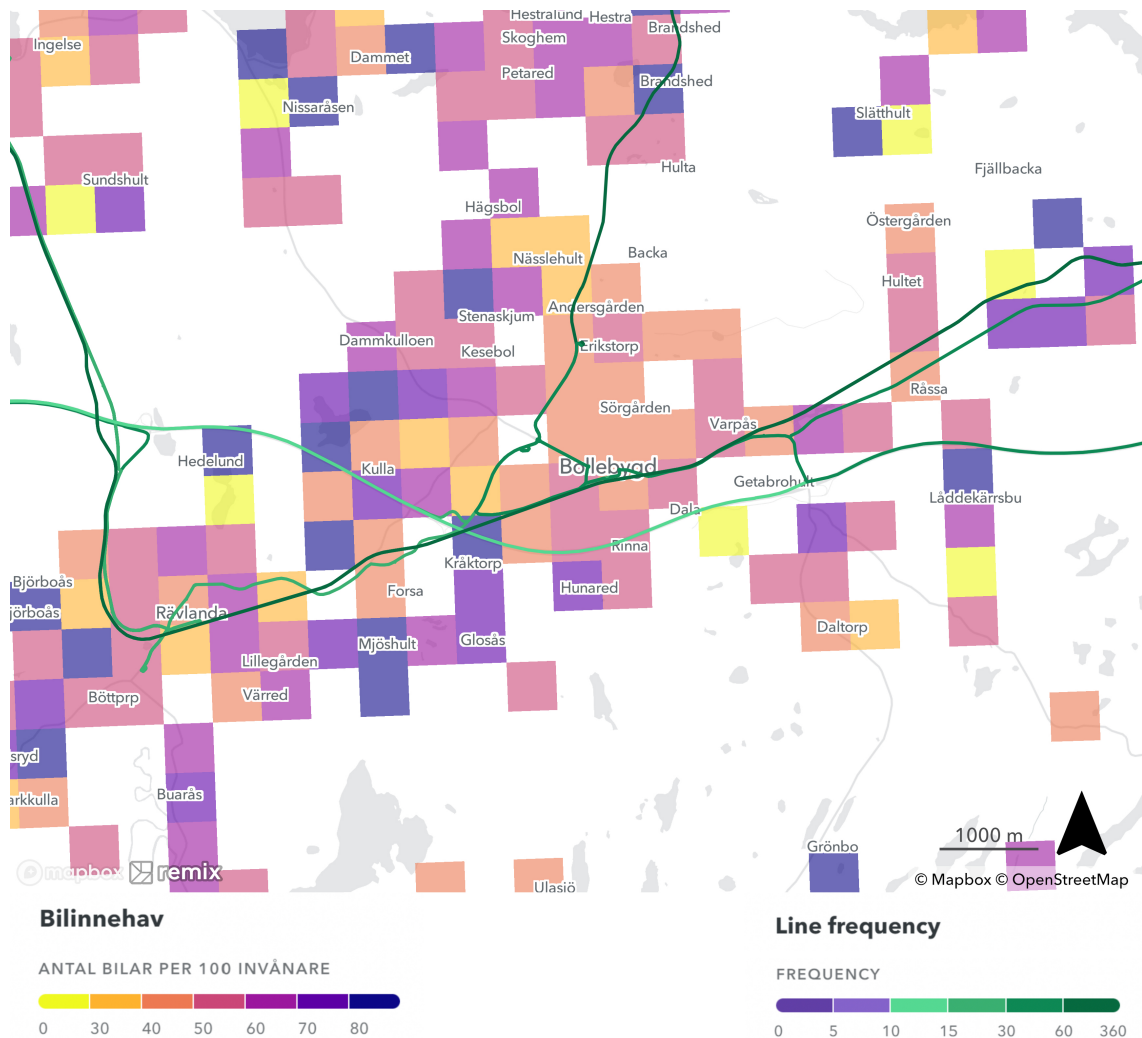 Hestralund
Hestra
Ingelse
Brandshed
Skoghem
Dammet
Petared
Brandshed
Nissaråsen
Slätthult
Hulta
Fjällbacka
Sundshult
Hägsbol
Östergården
Backa
Nässlehult
Hultet
Andersgården
Stenaskjum
Dammkulloen
Erikstorp
Kesebol
Råssa
Sörgården
Varpås
Hedelund
Kulla
Bollebygd
Getabrohult
Låddekärrsbu
Dala
Rinna
Kråktorp
Björboås
Hunared
Forsa
jörboås
Rävlanda
Daltorp
Mjöshult
Glosås
Lillegården
Böttprp
Värred
sryd
Buarås
arkkulla
1000 m
Grönbo
mapbox remix
© Mapbox © OpenStreetMap
Ulasjö
Bilinnehav
Line frequency
ANTAL BILAR PER 100 INVÅNARE
FREQUENCY
0 30 40 50 60 70 80
0 5 10 15 30 60 360